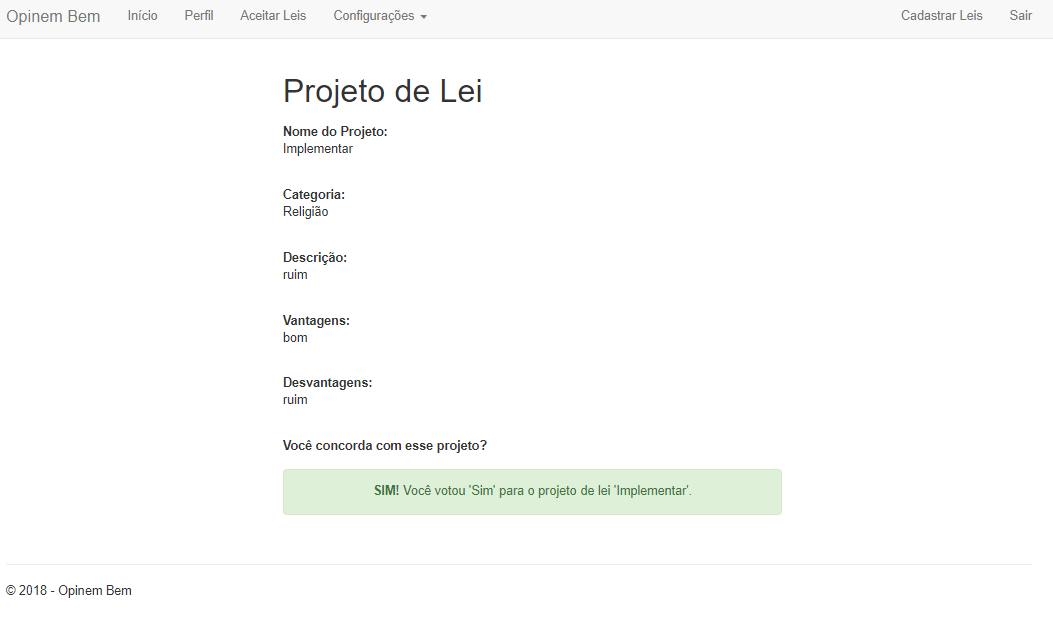 Opinem Bem Início Perfil Aceitar Leis Configurações Cadastrar Leis Sair
Projeto de Lei
Nome do Projeto:
Implementar
Categoria:
Religião
Descrição:
ruim
Vantagens:
bom
Desvantagens:
ruim
Você concorda com esse projeto?
SIM! Você votou 'Sim' para o projeto de lei 'Implementar'.
© 2018 - Opinem Bem